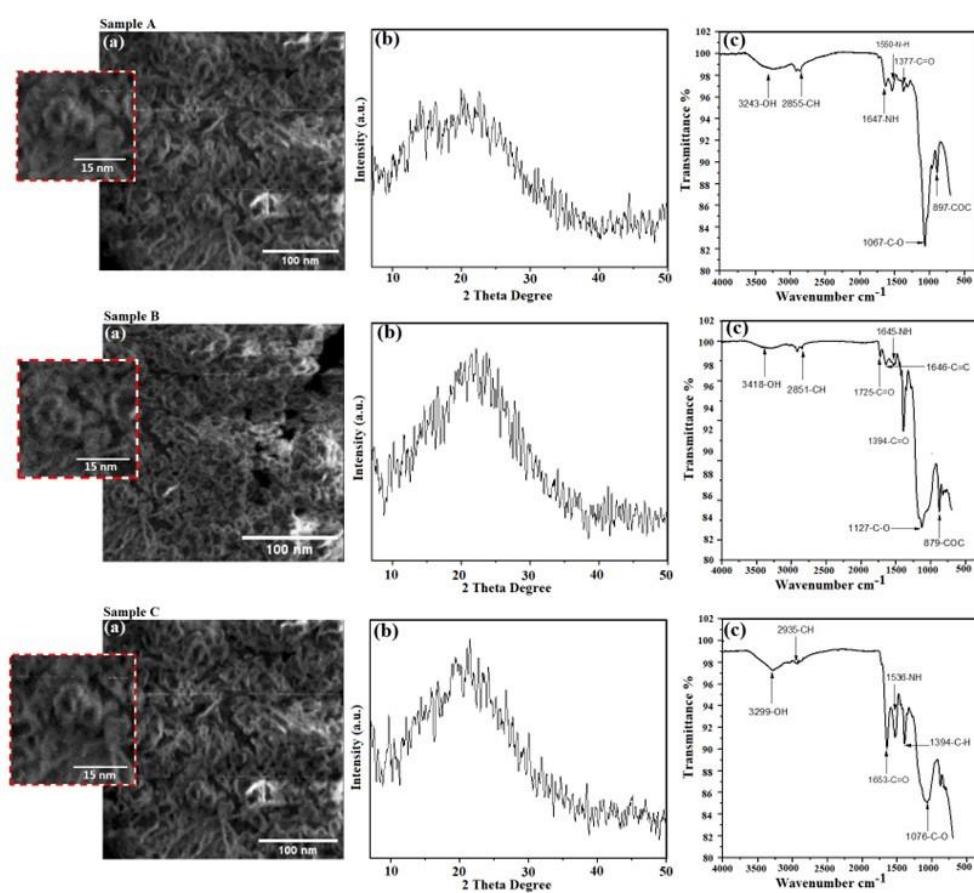 Sample A
(a)
15 nm
100 nm
(b)
Intensity (a.u.)
10 20 30 40 50
2 Theta Degree
(c)
Transmittance %
102
100
98
96
94
92
90
88
86
84
82
80
1550-N-H
1377-C=O
3243-OH
2855-CH
1647-NH
897-COC
1067-C-O
4000 3500 3000 2500 2000 1500 1000 500
Wavenumber cm-1
Sample B
(a)
15 nm
100 nm
(b)
Intensity (a.u.)
10 20 30 40 50
2 Theta Degree
(c)
Transmittance %
102
100
98
96
94
92
90
88
86
84
82
80
1645-NH
1646-C=C
3418-OH
2851-CH
1725-C=O
1394-C=O
1127-C-O
879-COC
4000 3500 3000 2500 2000 1500 1000 500
Wavenumber cm-1
Sample C
(a)
15 nm
100 nm
(b)
Intensity (a.u.)
10 20 30 40 50
2 Theta Degree
(c)
Transmittance %
102
100
98
96
94
92
90
88
86
84
82
80
2935-CH
1536-NH
3299-OH
1394-C-H
1653-C=O
1076-C-O
4000 3500 3000 2500 2000 1500 1000 500
Wavenumber cm-1